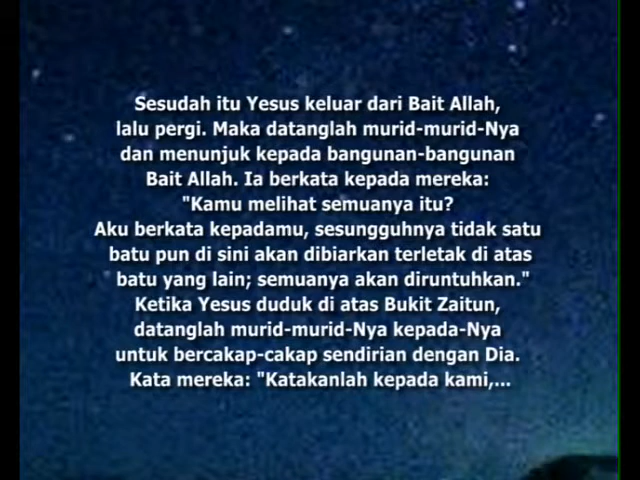 Sesudah itu Yesus keluar dari Bait Allah,
lalu pergi. Maka datanglah murid-murid-Nya
dan menunjuk kepada bangunan-bangunan
Bait Allah. Ia berkata kepada mereka:
"Kamu melihat semuanya itu?
Aku berkata kepadamu, sesungguhnya tidak satu
batu pun di sini akan dibiarkan terletak di atas
batu yang lain; semuanya akan diruntuhkan."
Ketika Yesus duduk di atas Bukit Zaitun,
datanglah murid-murid-Nya kepada-Nya
untuk bercakap-cakap sendirian dengan Dia.
Kata mereka: "Katakanlah kepada kami,...